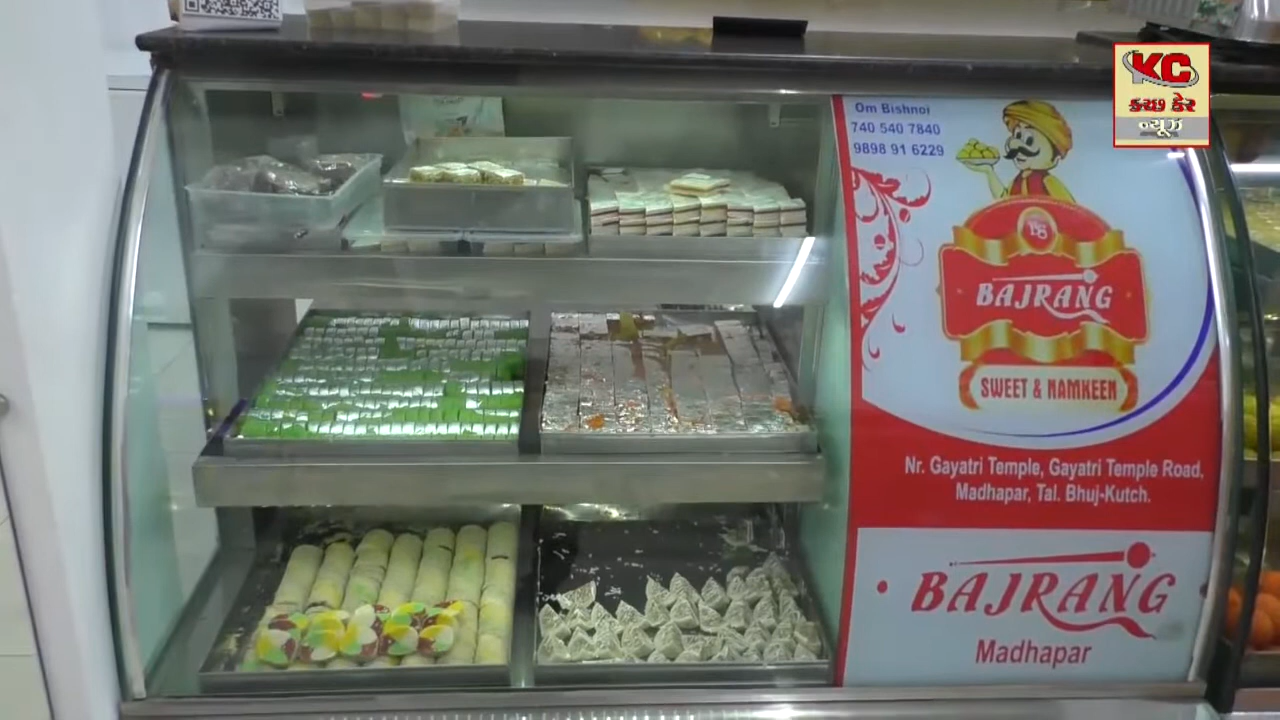 Om Bishnoi
740 540 7840
9898 91 6229
KC
કચ્છ કેર
ન્યૂઝ
BS
BAJRANG
SWEET & NAMKEEN
Nr. Gayatri Temple, Gayatri Temple Road,
Madhapar, Tal. Bhuj-Kutch.
BAJRANG
Madhapar